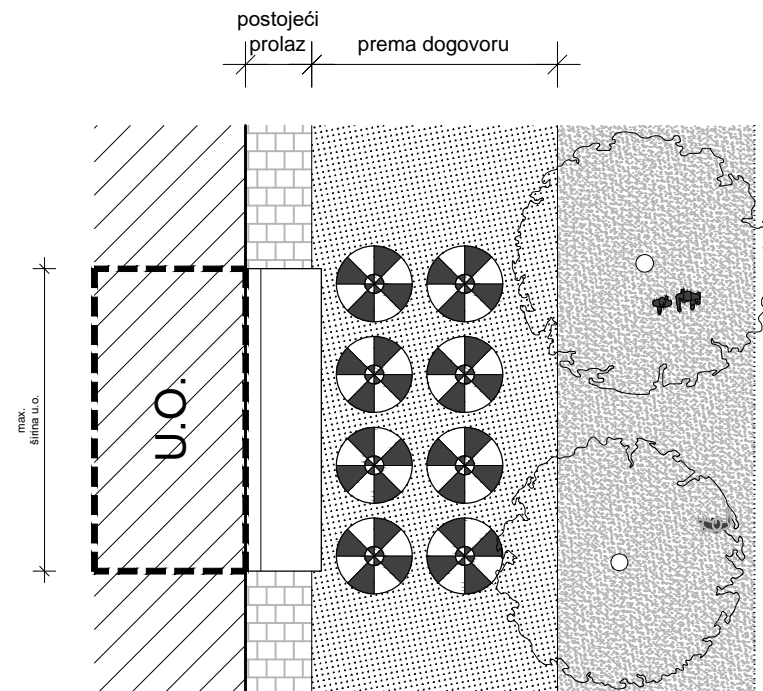 postojeći
prolaz
prema dogovoru
max.
širina u.o.
U.O.